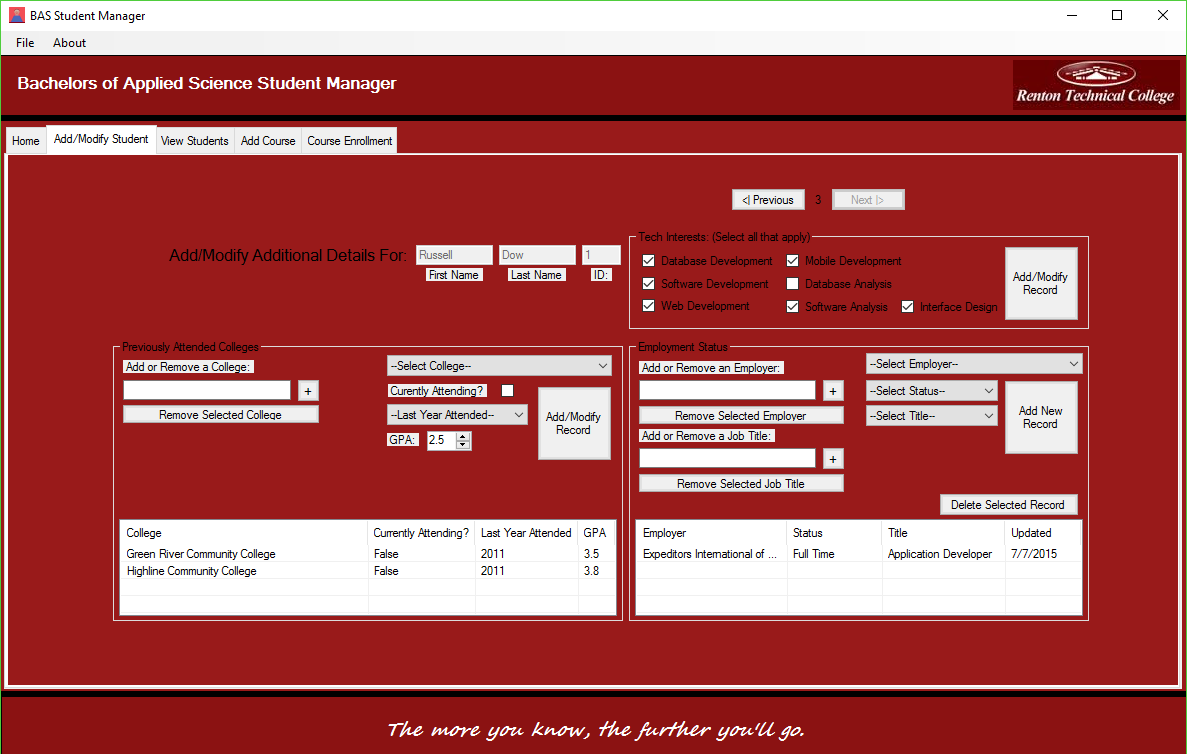 BAS Student Manager
File About
Bachelors of Applied Science Student Manager
Renton Technical College
Home Add/Modify Student View Students Add Course Course Enrollment
<| Previous 3 Next |>
Add/Modify Additional Details For: Russell Dow 1
First Name Last Name ID:
Tech Interests: (Select all that apply)
Database Development Mobile Development
Software Development Database Analysis
Web Development Software Analysis Interface Design
Add/Modify
Record
Previously Attended Colleges
Add or Remove a College:
+
Remove Selected College
--Select College--
Curently Attending?
--Last Year Attended--
GPA: 2.5
Add/Modify
Record
College Currently Attending? Last Year Attended GPA
Green River Community College False 2011 3.5
Highline Community College False 2011 3.8
Employment Status
Add or Remove an Employer:
+
Remove Selected Employer
Add or Remove a Job Title:
+
Remove Selected Job Title
--Select Employer--
--Select Status--
--Select Title--
Add New
Record
Delete Selected Record
Employer Status Title Updated
Expeditors International of ... Full Time Application Developer 7/7/2015
The more you know, the further you'll go.